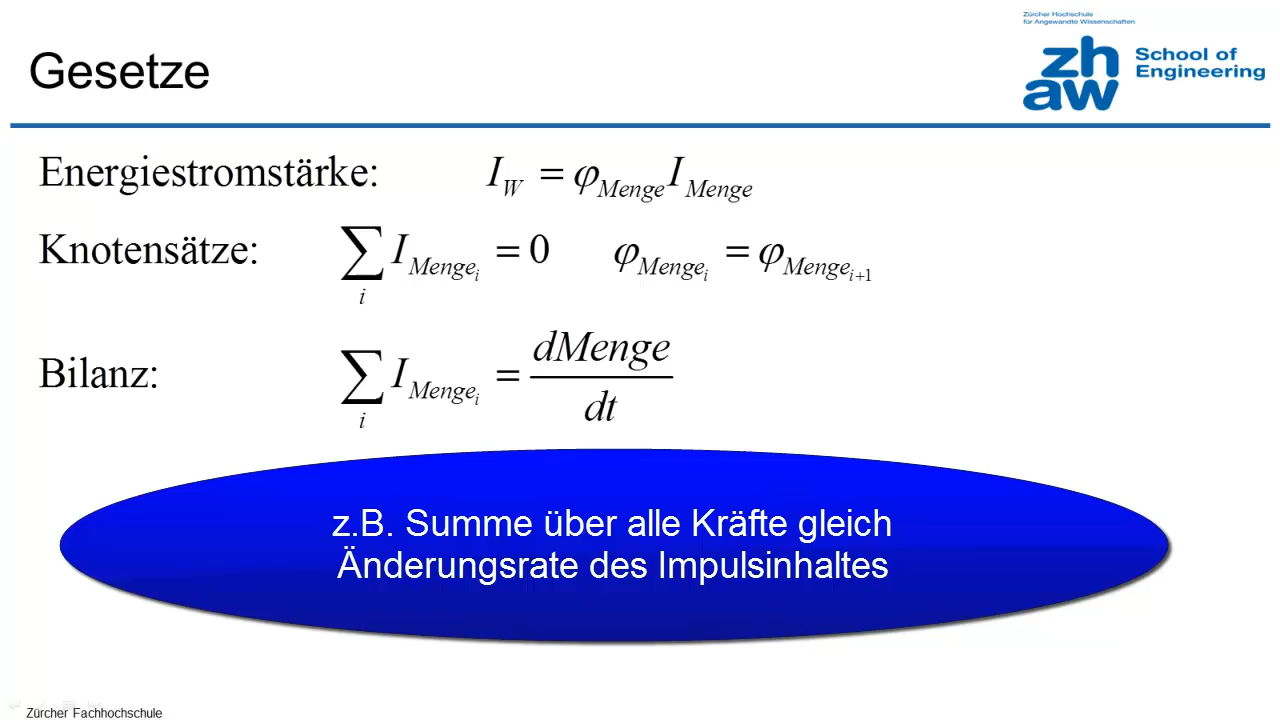 Zürcher Hochschule
für Angewandte Wissenschaften
zh
aw
School of
Engineering
Gesetze
Energiestromstärke: I_W = φ_Menge I_Menge
Knotensätze: ∑_i I_Menge_i = 0 φ_Menge_i = φ_Menge_i+1
Bilanz: ∑_i I_Menge_i = dMenge/dt
z.B. Summe über alle Kräfte gleich
Änderungsrate des Impulsinhaltes
Zürcher Fachhochschule